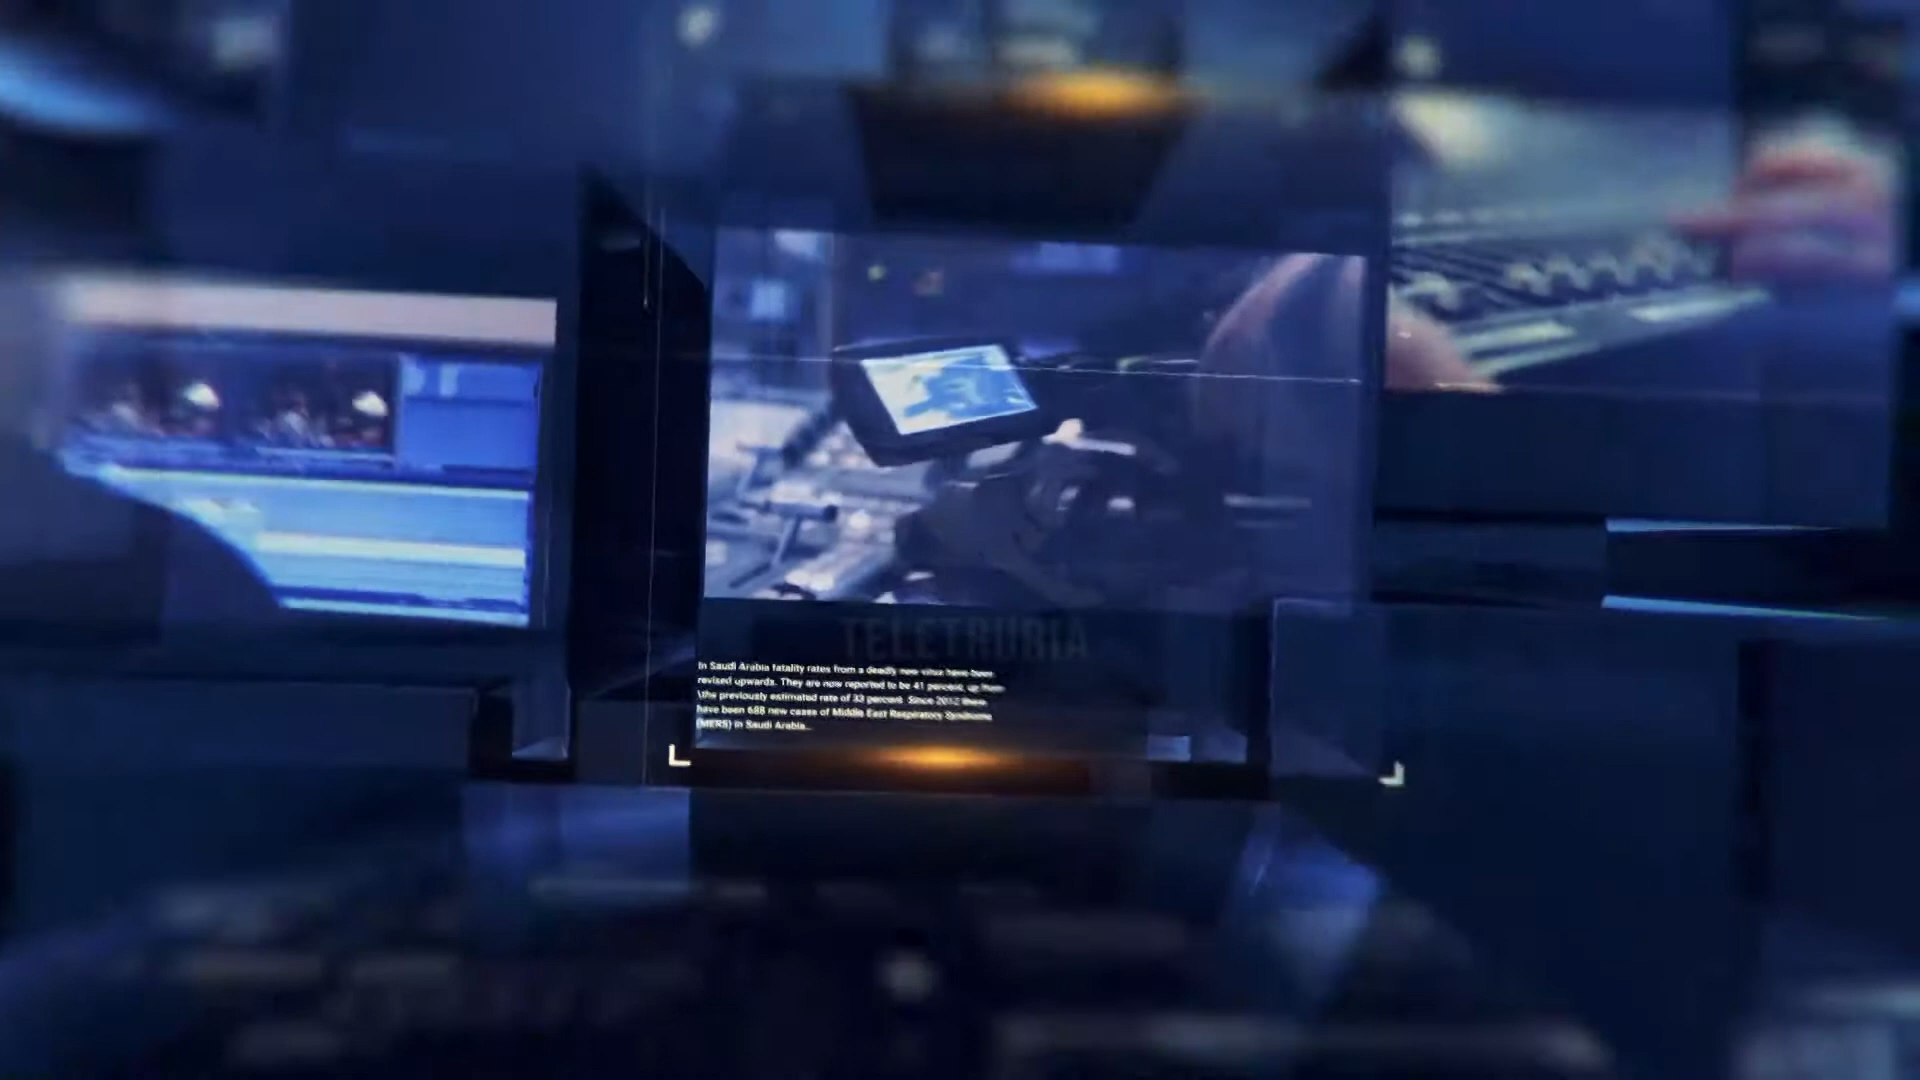 TELETRURIA
In Saudi Arabia fatality rates from a deadly new virus have been
revised upwards. They are now reported to be 41 percent, up from
the previously estimated rate of 33 percent. Since 2012 there
have been 688 new cases of Middle East Respiratory Syndrome
(MERS) in Saudi Arabia...